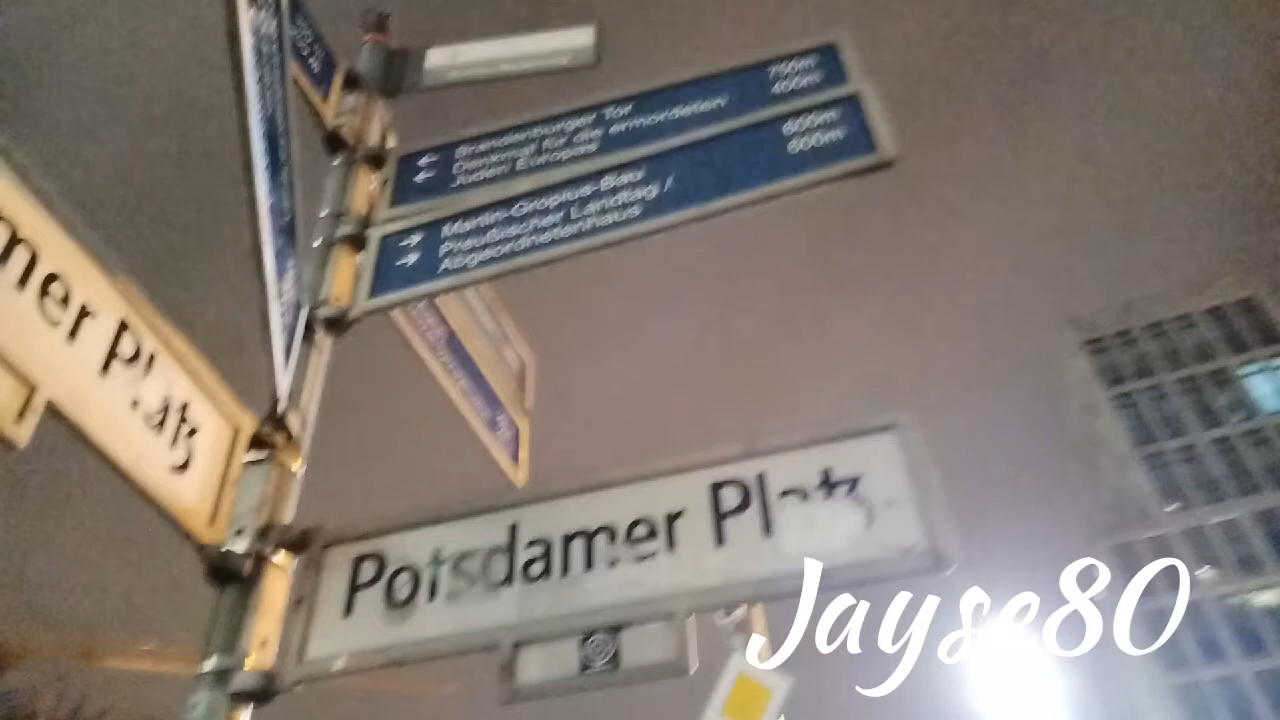 Brandenburger Tor 750m
Denkmal für die ermordeten 400m
Juden Europas
Martin-Gropius-Bau 600m
Preußischer Landtag / 600m
Abgeordnetenhaus
mer Platz
Potsdamer Platz
Jayse80